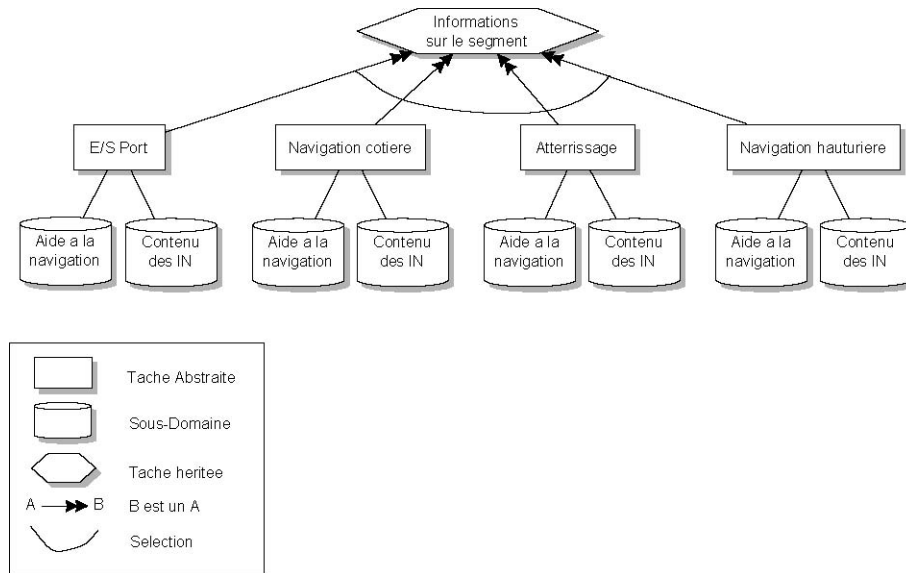 Informations
sur le segment
E/S Port
Navigation cotiere
Atterrissage
Navigation hauturiere
Aide a la
navigation
Contenu
des IN
Aide a la
navigation
Contenu
des IN
Aide a la
navigation
Contenu
des IN
Aide a la
navigation
Contenu
des IN
Tache Abstraite
Sous-Domaine
Tache heritee
A B B est un A
Selection